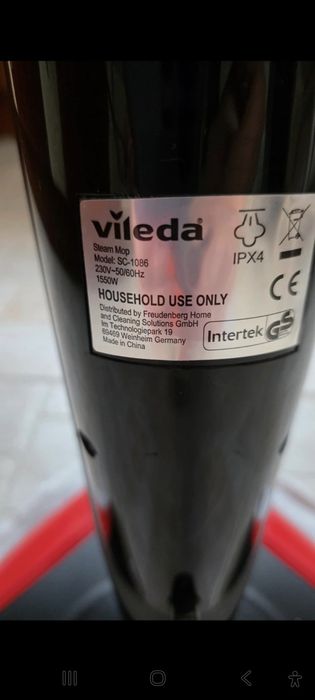 vileda
Steam Mop
Model: SC-1086
230V~50/60Hz
1550W
IPX4
HOUSEHOLD USE ONLY
Distributed by Freudenberg Home
and Cleaning Solutions GmbH
Im Technologiepark 19
69469 Weinheim Germany
Made in China
CE
Intertek GS